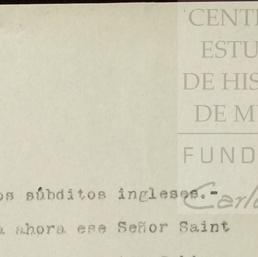 CENT
ESTU
DE HIS
DE M
FUND
Carlo
os súbditos ingleses.-
a ahora ese Señor Saint